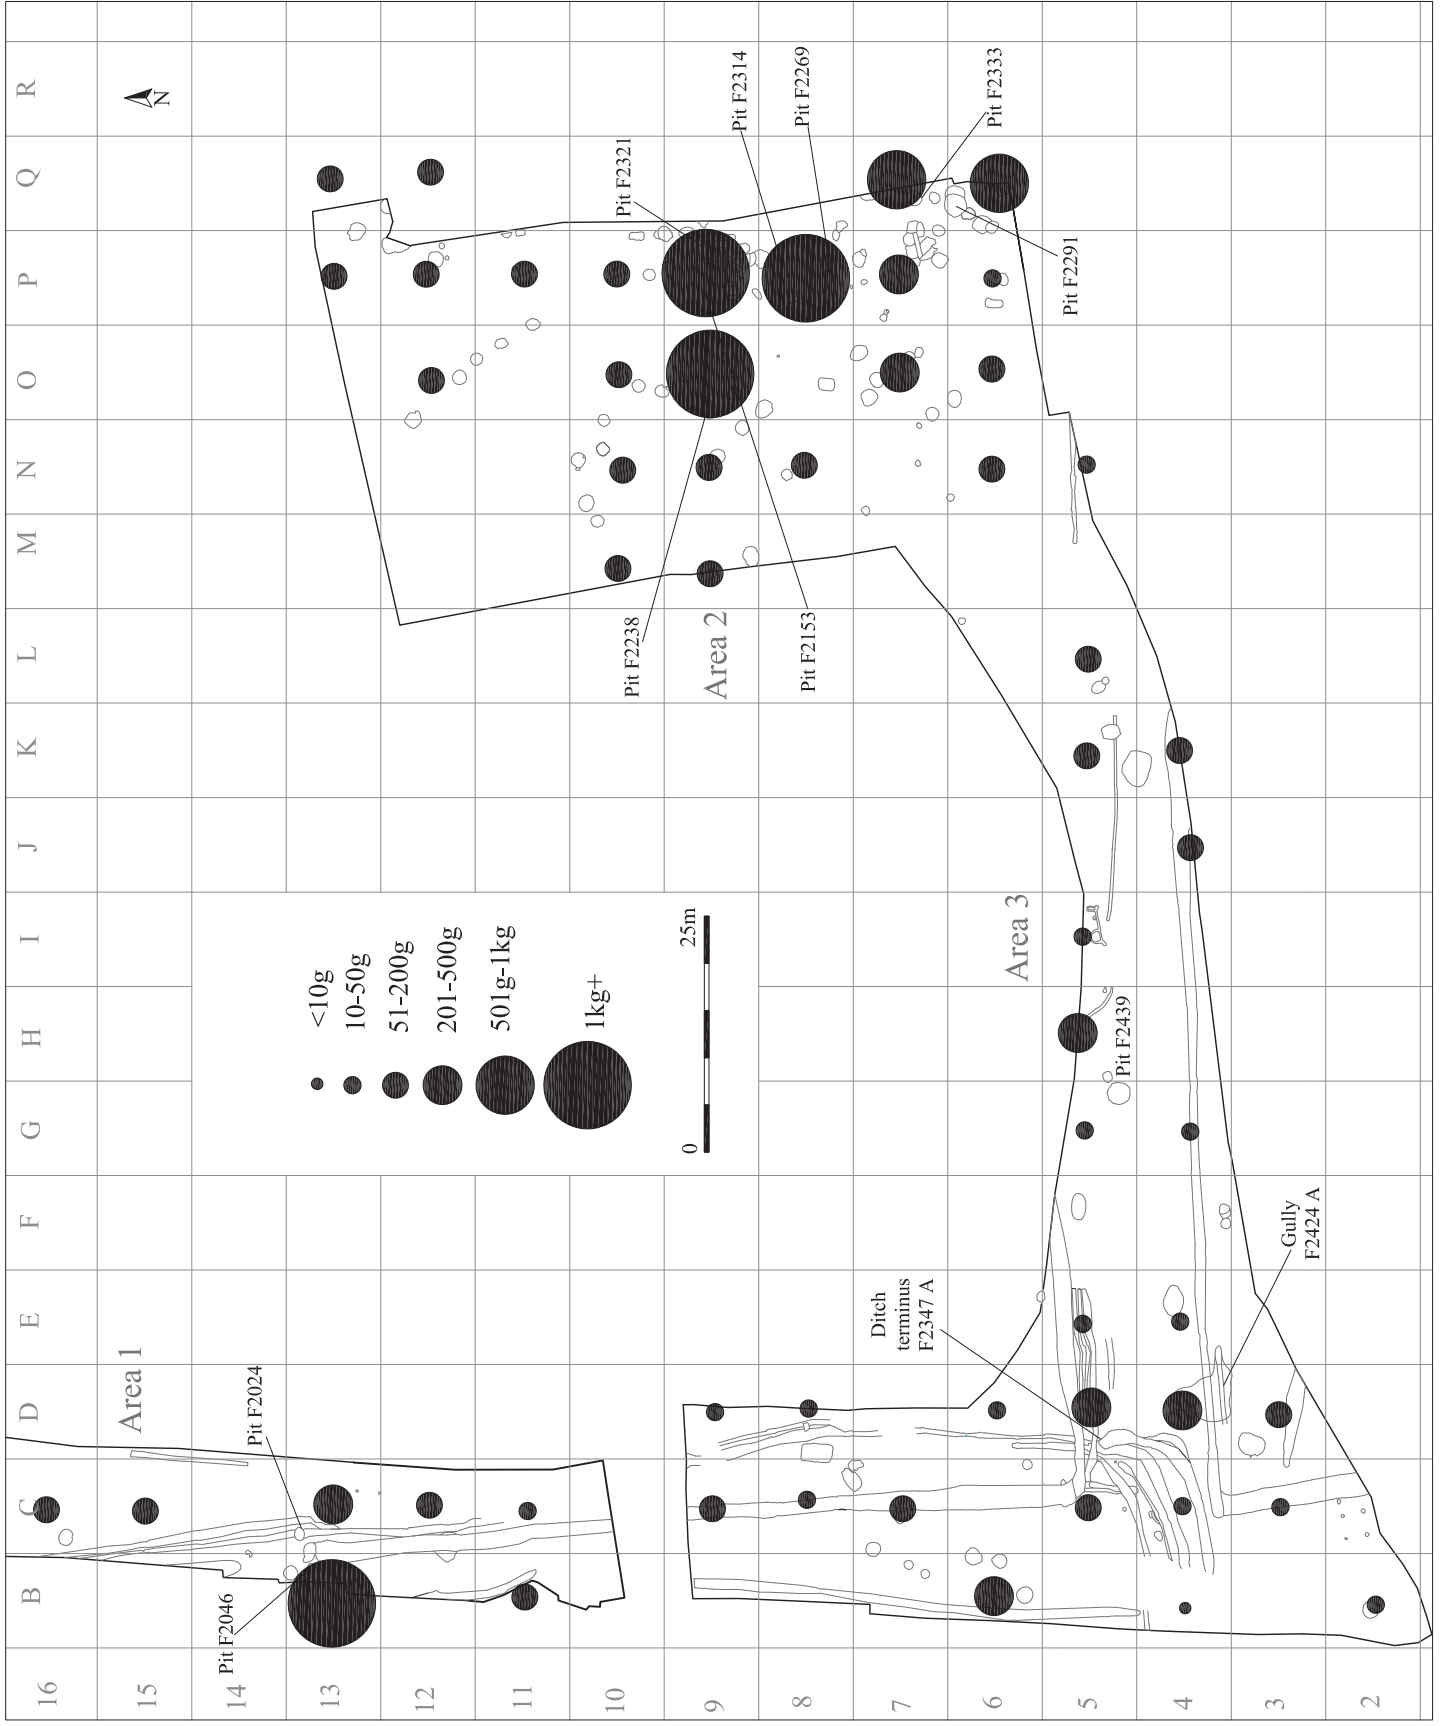 B C D E F G H I J K L M N O P Q R
16
15
14
13
12
11
10
9
8
7
6
5
4
3
2
N
Area 1
Pit F2024
Pit F2046
<10g
10-50g
51-200g
201-500g
501g-1kg
1kg+
0 25m
Area 2
Pit F2238
Pit F2153
Pit F2321
Pit F2314
Pit F2269
Pit F2333
Pit F2291
Area 3
Pit F2439
Ditch
terminus
F2347 A
Gully
F2424 A